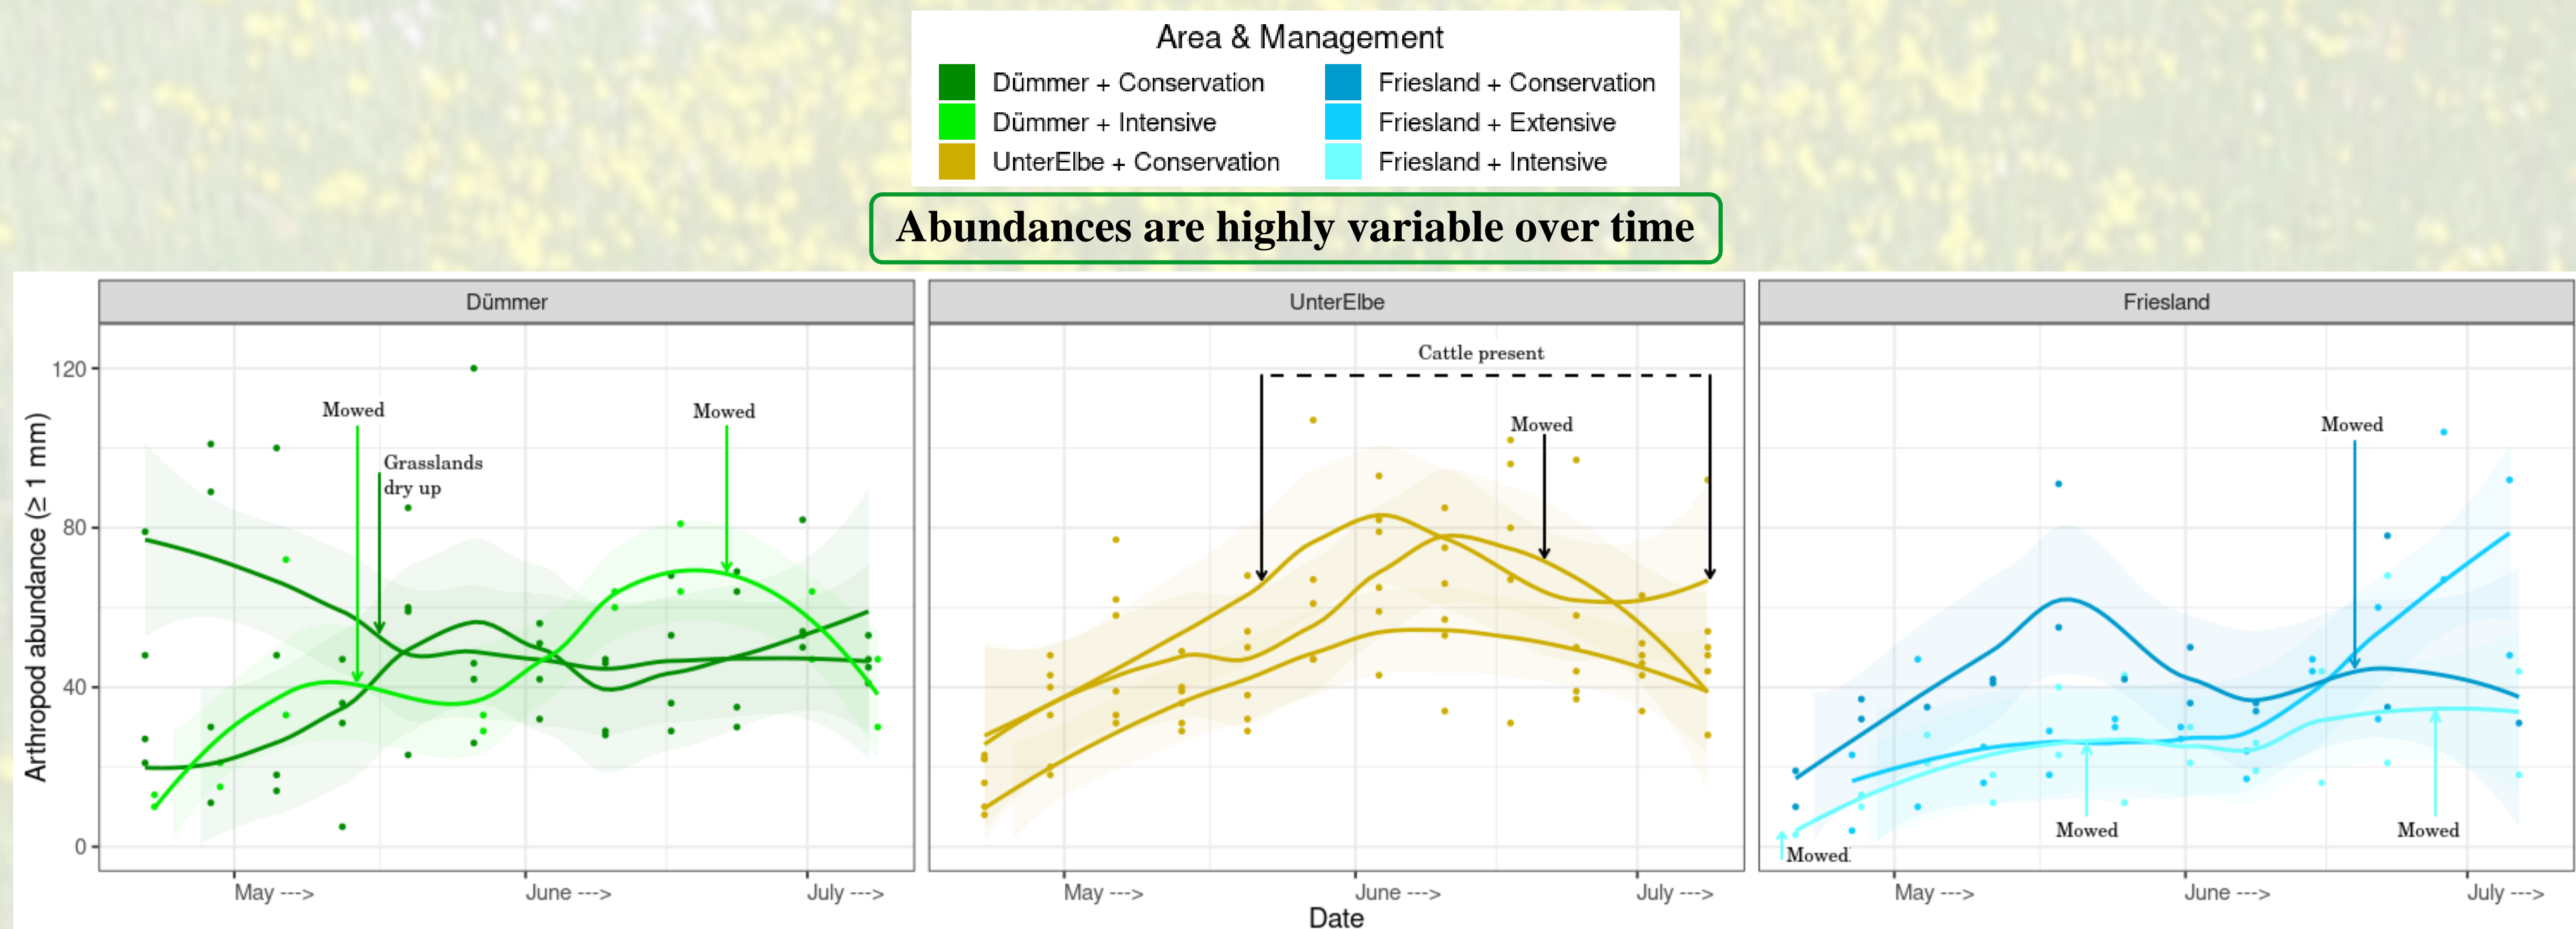 Area & Management
Dümmer + Conservation
Dümmer + Intensive
UnterElbe + Conservation
Friesland + Conservation
Friesland + Extensive
Friesland + Intensive
Abundances are highly variable over time
Dümmer
UnterElbe
Friesland
Arthropod abundance (≥ 1 mm)
120
80
40
0
Mowed
Grasslands
dry up
Mowed
Cattle present
Mowed
Mowed
Mowed
Mowed
Mowed
May --->
June --->
July --->
May --->
June --->
July --->
May --->
June --->
July --->
Date